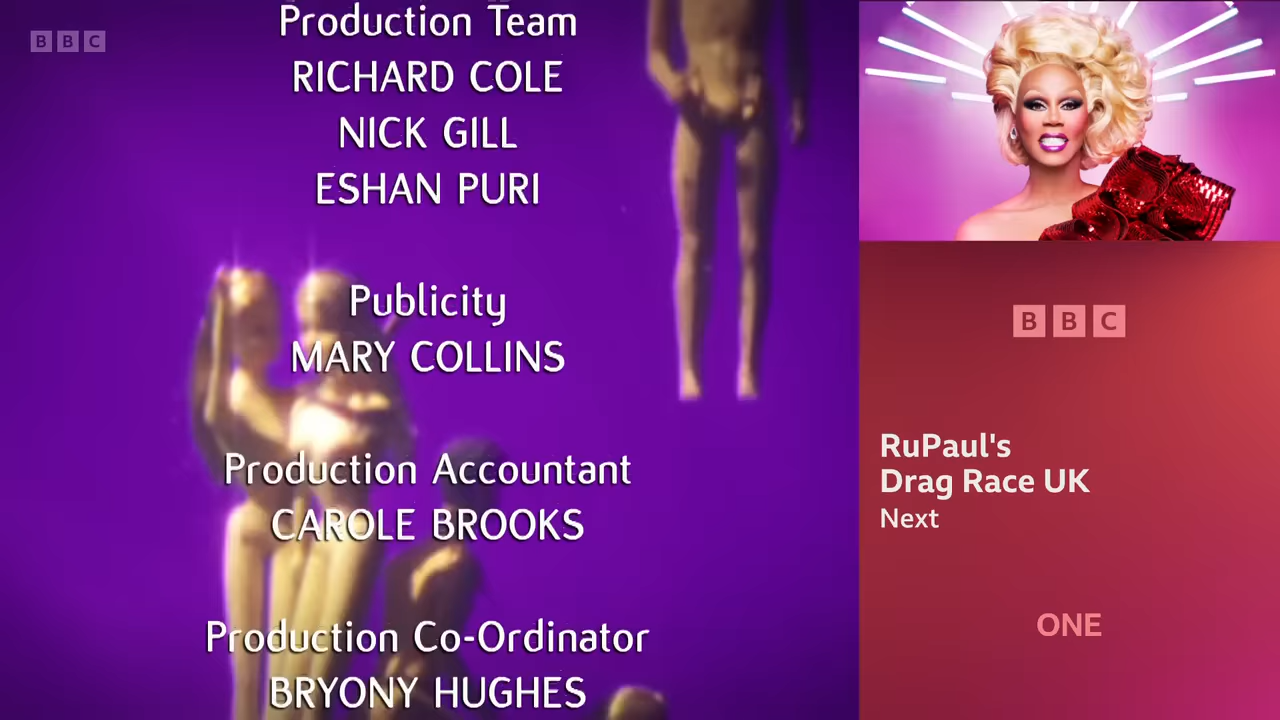 BBC
Production Team
RICHARD COLE
NICK GILL
ESHAN PURI
Publicity
MARY COLLINS
Production Accountant
CAROLE BROOKS
Production Co-Ordinator
BRYONY HUGHES
BBC
RuPaul's
Drag Race UK
Next
ONE